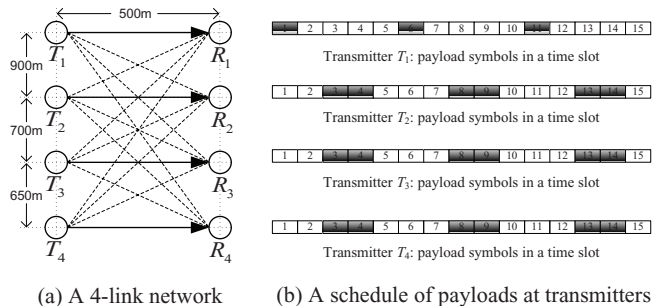 500m
T1
R1
900m
T2
R2
700m
T3
R3
650m
T4
R4
(a) A 4-link network
1 2 3 4 5 6 7 8 9 10 11 12 13 14 15
Transmitter T1: payload symbols in a time slot
1 2 3 4 5 6 7 8 9 10 11 12 13 14 15
Transmitter T2: payload symbols in a time slot
1 2 3 4 5 6 7 8 9 10 11 12 13 14 15
Transmitter T3: payload symbols in a time slot
1 2 3 4 5 6 7 8 9 10 11 12 13 14 15
Transmitter T4: payload symbols in a time slot
(b) A schedule of payloads at transmitters